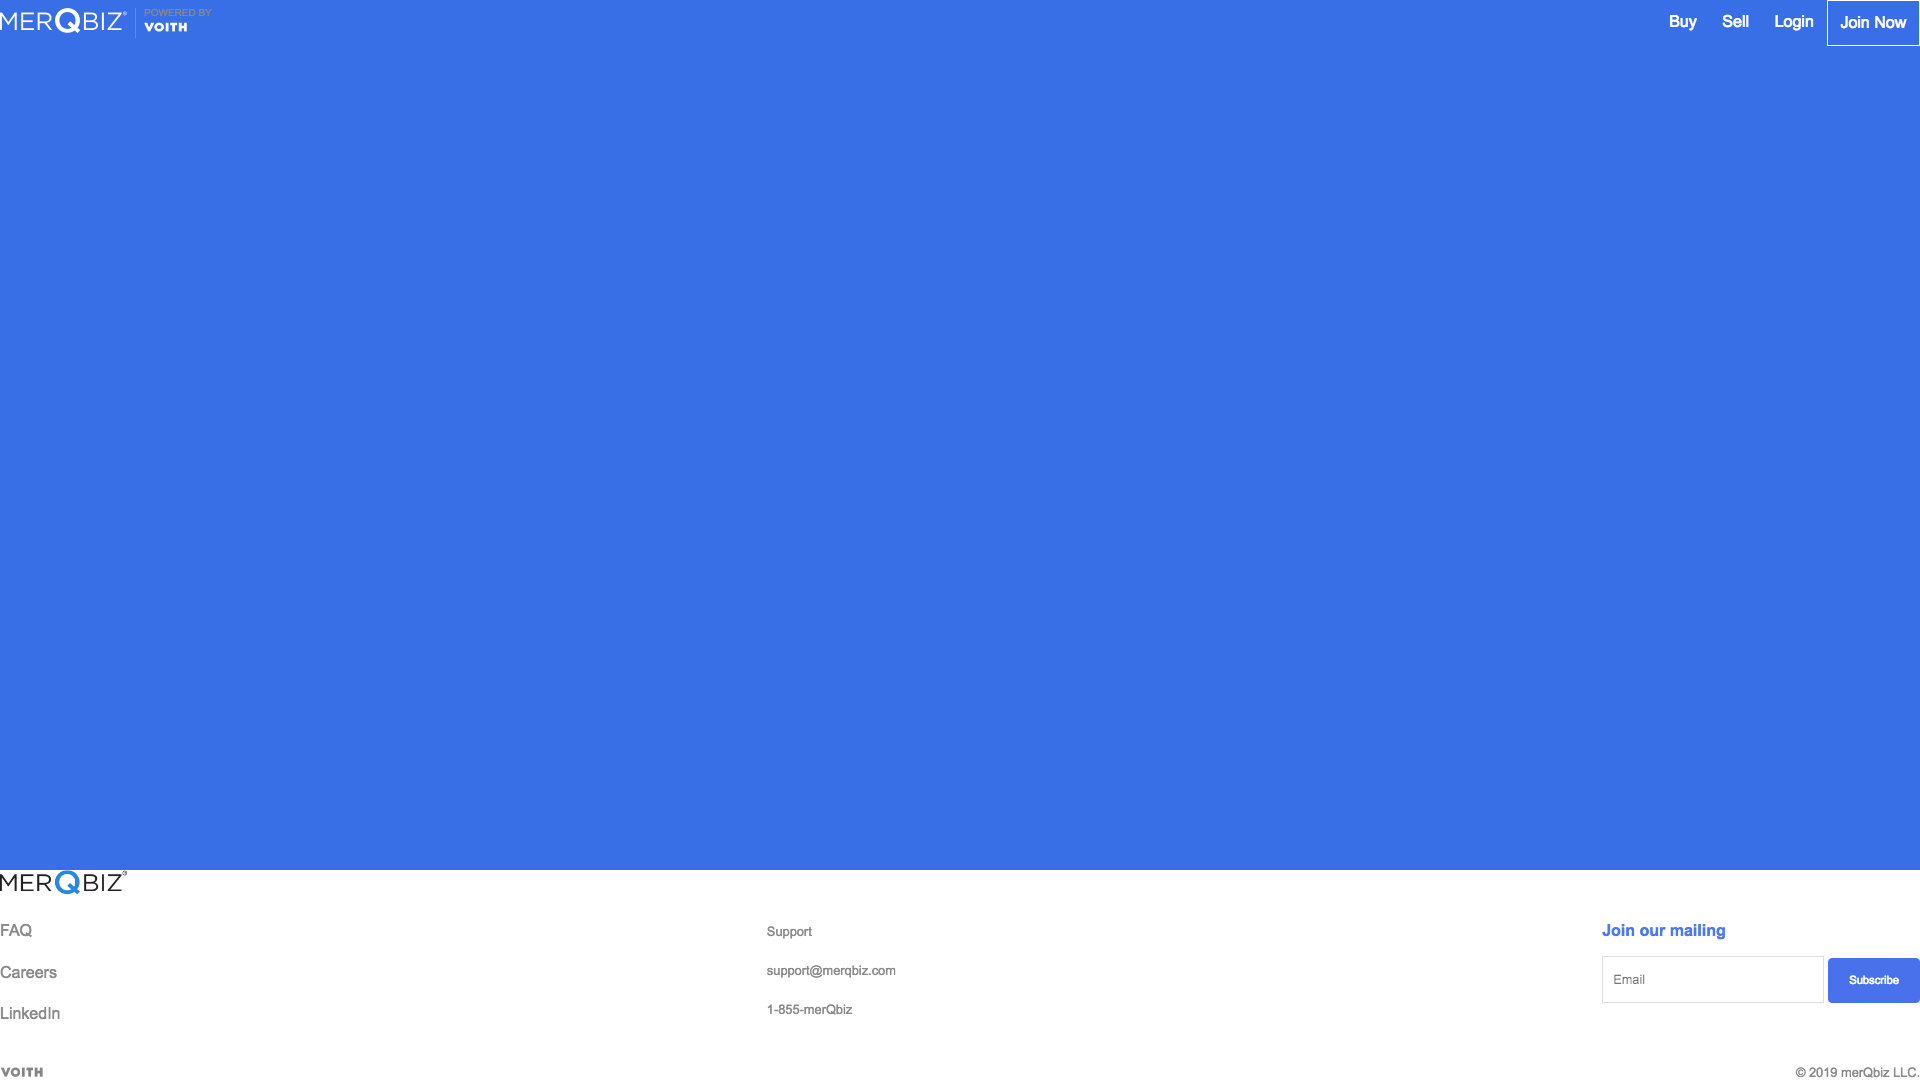 MERQBIZ® POWERED BY
VOITH
Buy Sell Login Join Now
MERQBIZ®
FAQ
Careers
LinkedIn
Support
support@merqbiz.com
1-855-merQbiz
Join our mailing
Email Subscribe
VOITH
© 2019 merQbiz LLC.